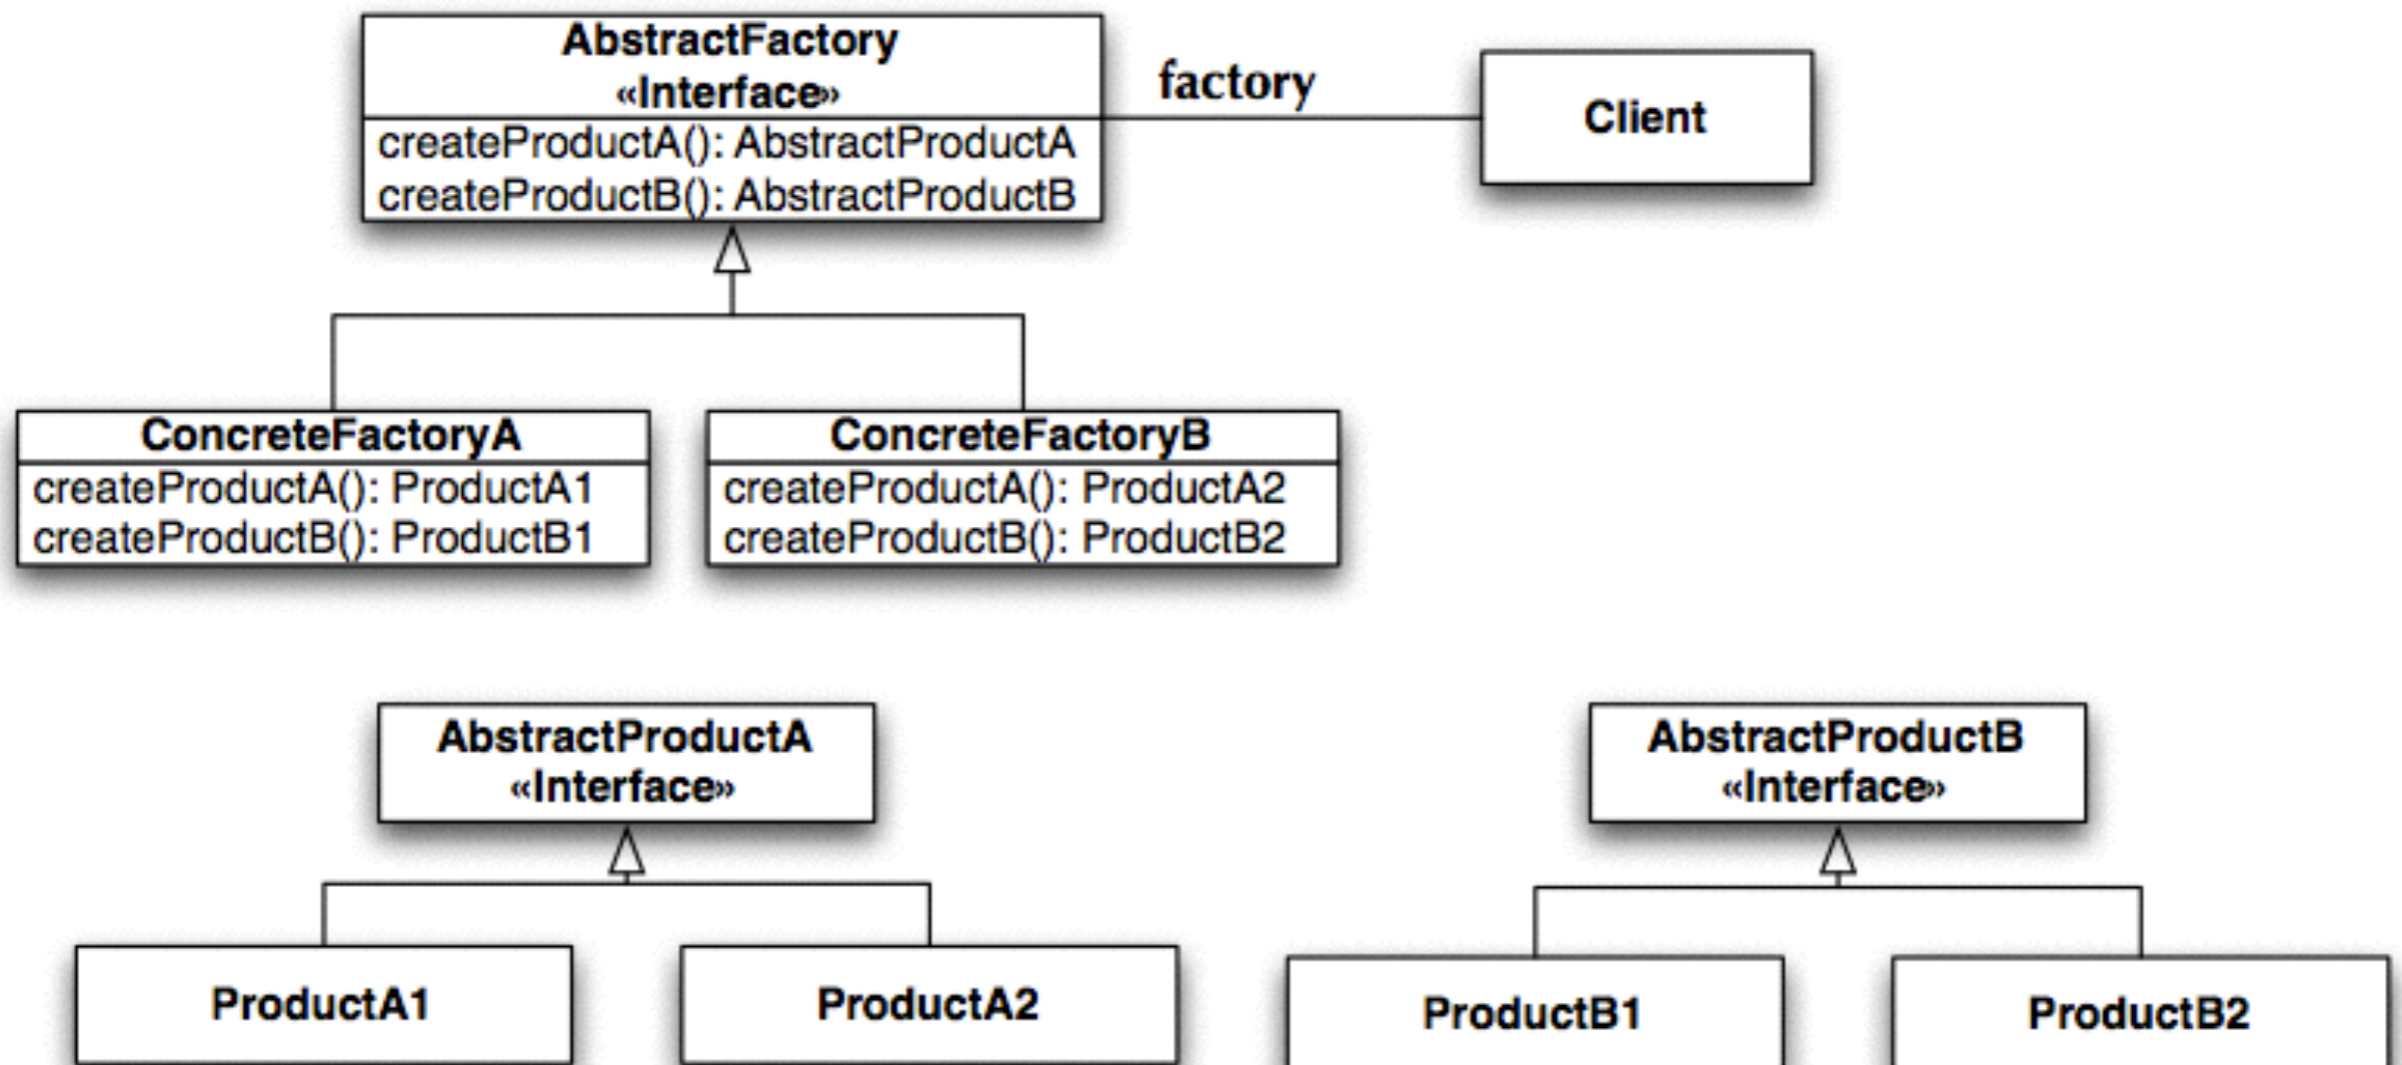 AbstractFactory
«Interface»
createProductA(): AbstractProductA
createProductB(): AbstractProductB
factory
Client
ConcreteFactoryA
createProductA(): ProductA1
createProductB(): ProductB1
ConcreteFactoryB
createProductA(): ProductA2
createProductB(): ProductB2
AbstractProductA
«Interface»
AbstractProductB
«Interface»
ProductA1
ProductA2
ProductB1
ProductB2